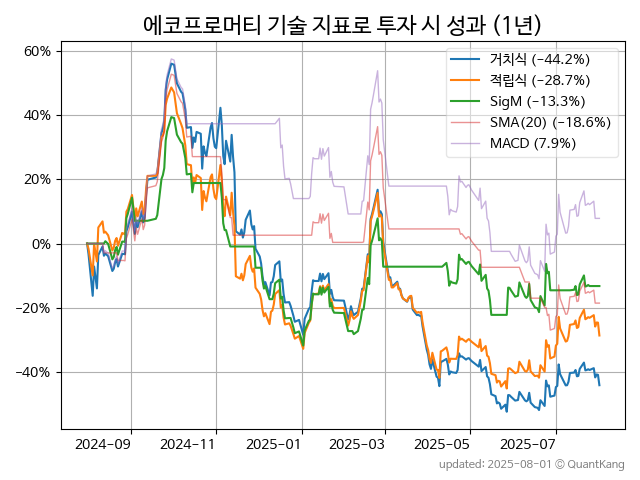 에코프로머티 기술 지표로 투자 시 성과 (1년)
거치식 (−44.2%)
적립식 (−28.7%)
SigM (−13.3%)
SMA(20) (−18.6%)
MACD (7.9%)
60%
40%
20%
0%
−20%
−40%
2024−09 2024−11 2025−01 2025−03 2025−05 2025−07
updated: 2025−08−01 © QuantKang